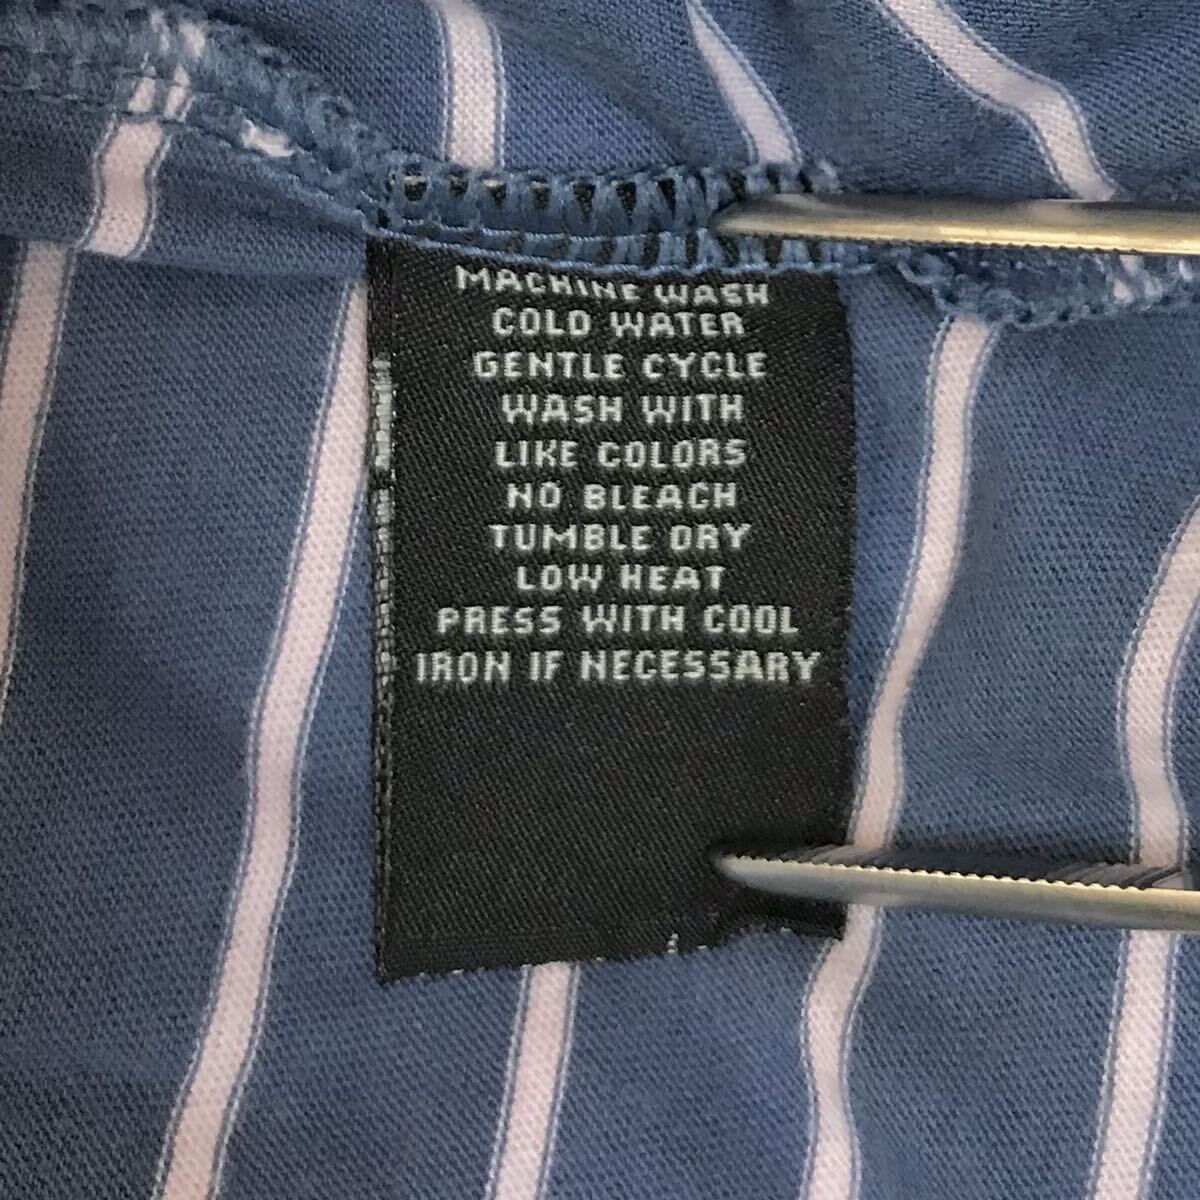 MACHINE WASH
COLD WATER
GENTLE CYCLE
WASH WITH
LIKE COLORS
NO BLEACH
TUMBLE DRY
LOW HEAT
PRESS WITH COOL
IRON IF NECESSARY